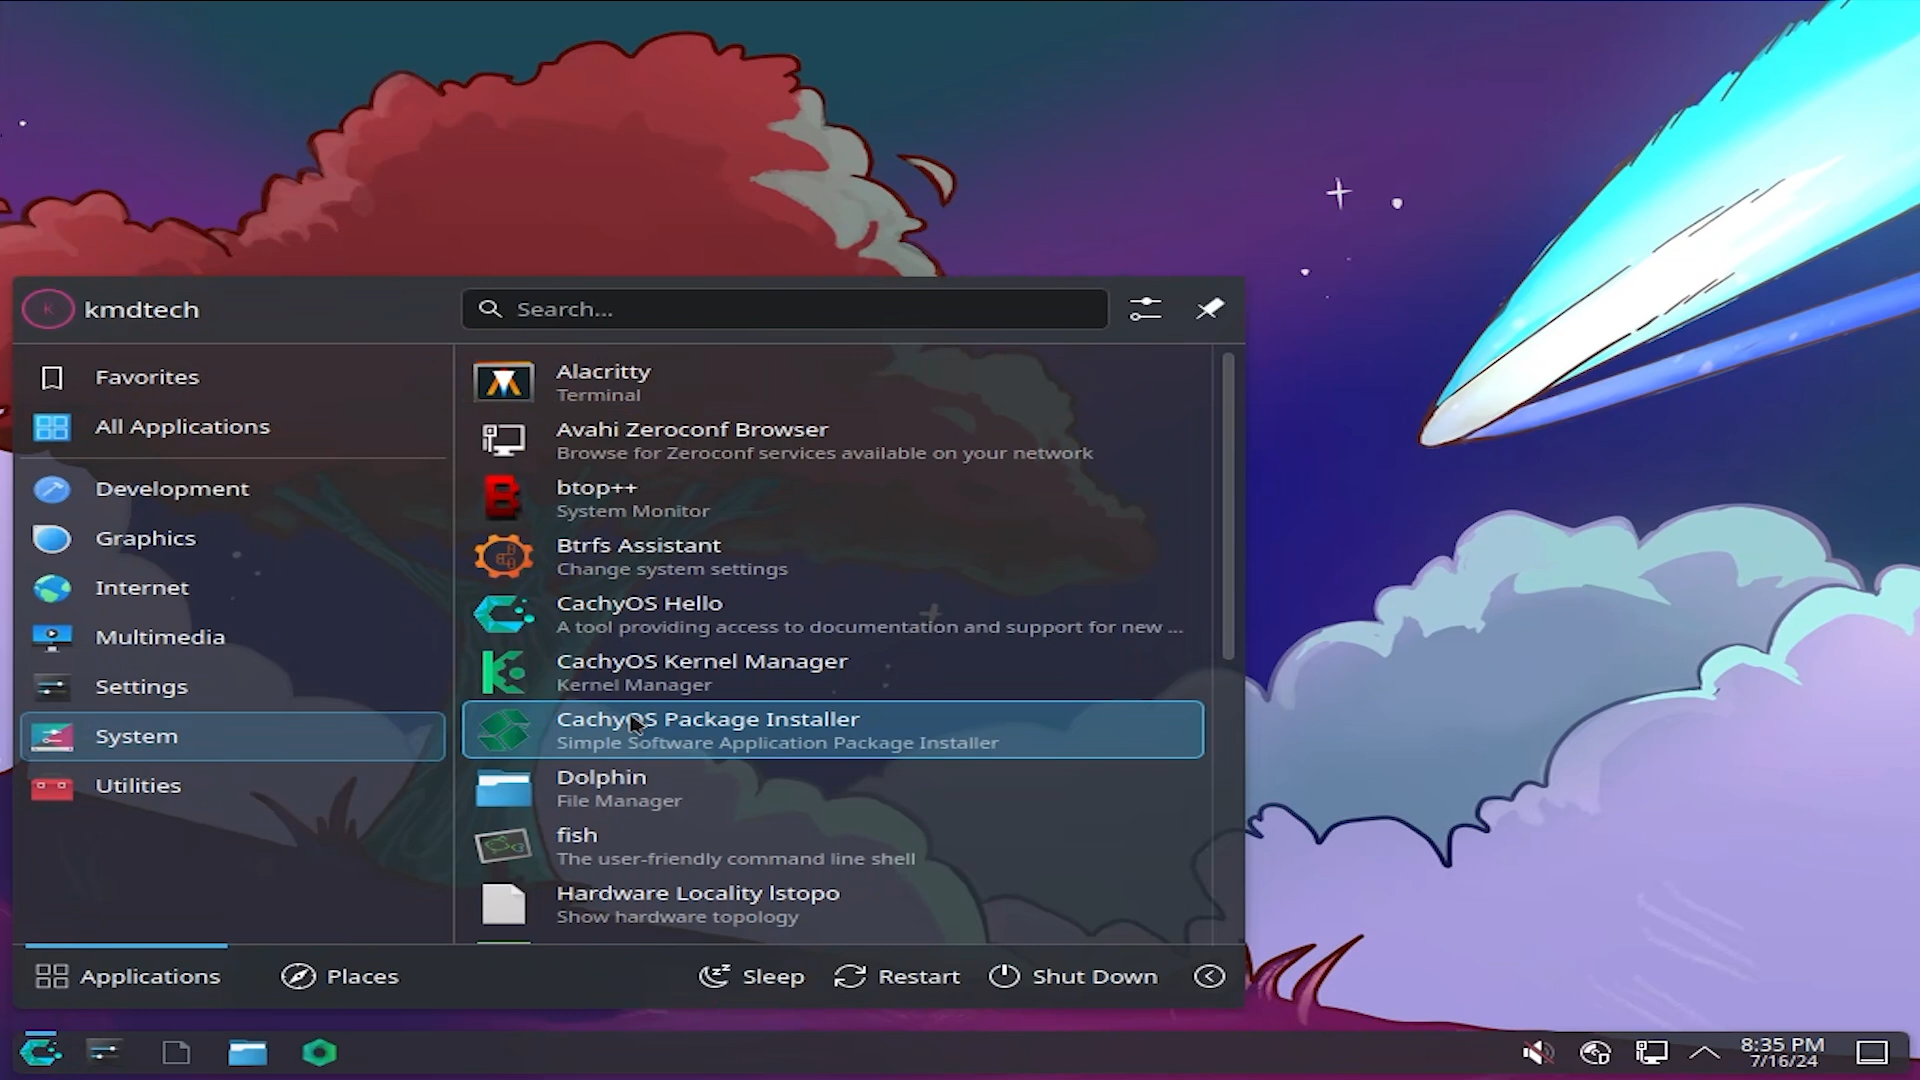 K
kmdtech
Search...
Favorites
All Applications
Development
Graphics
Internet
Multimedia
Settings
System
Utilities
Alacritty
Terminal
Avahi Zeroconf Browser
Browse for Zeroconf services available on your network
btop++
System Monitor
Btrfs Assistant
Change system settings
CachyOS Hello
A tool providing access to documentation and support for new ...
CachyOS Kernel Manager
Kernel Manager
CachyOS Package Installer
Simple Software Application Package Installer
Dolphin
File Manager
fish
The user-friendly command line shell
Hardware Locality lstopo
Show hardware topology
Applications
Places
Sleep
Restart
Shut Down
8:35 PM
7/16/24